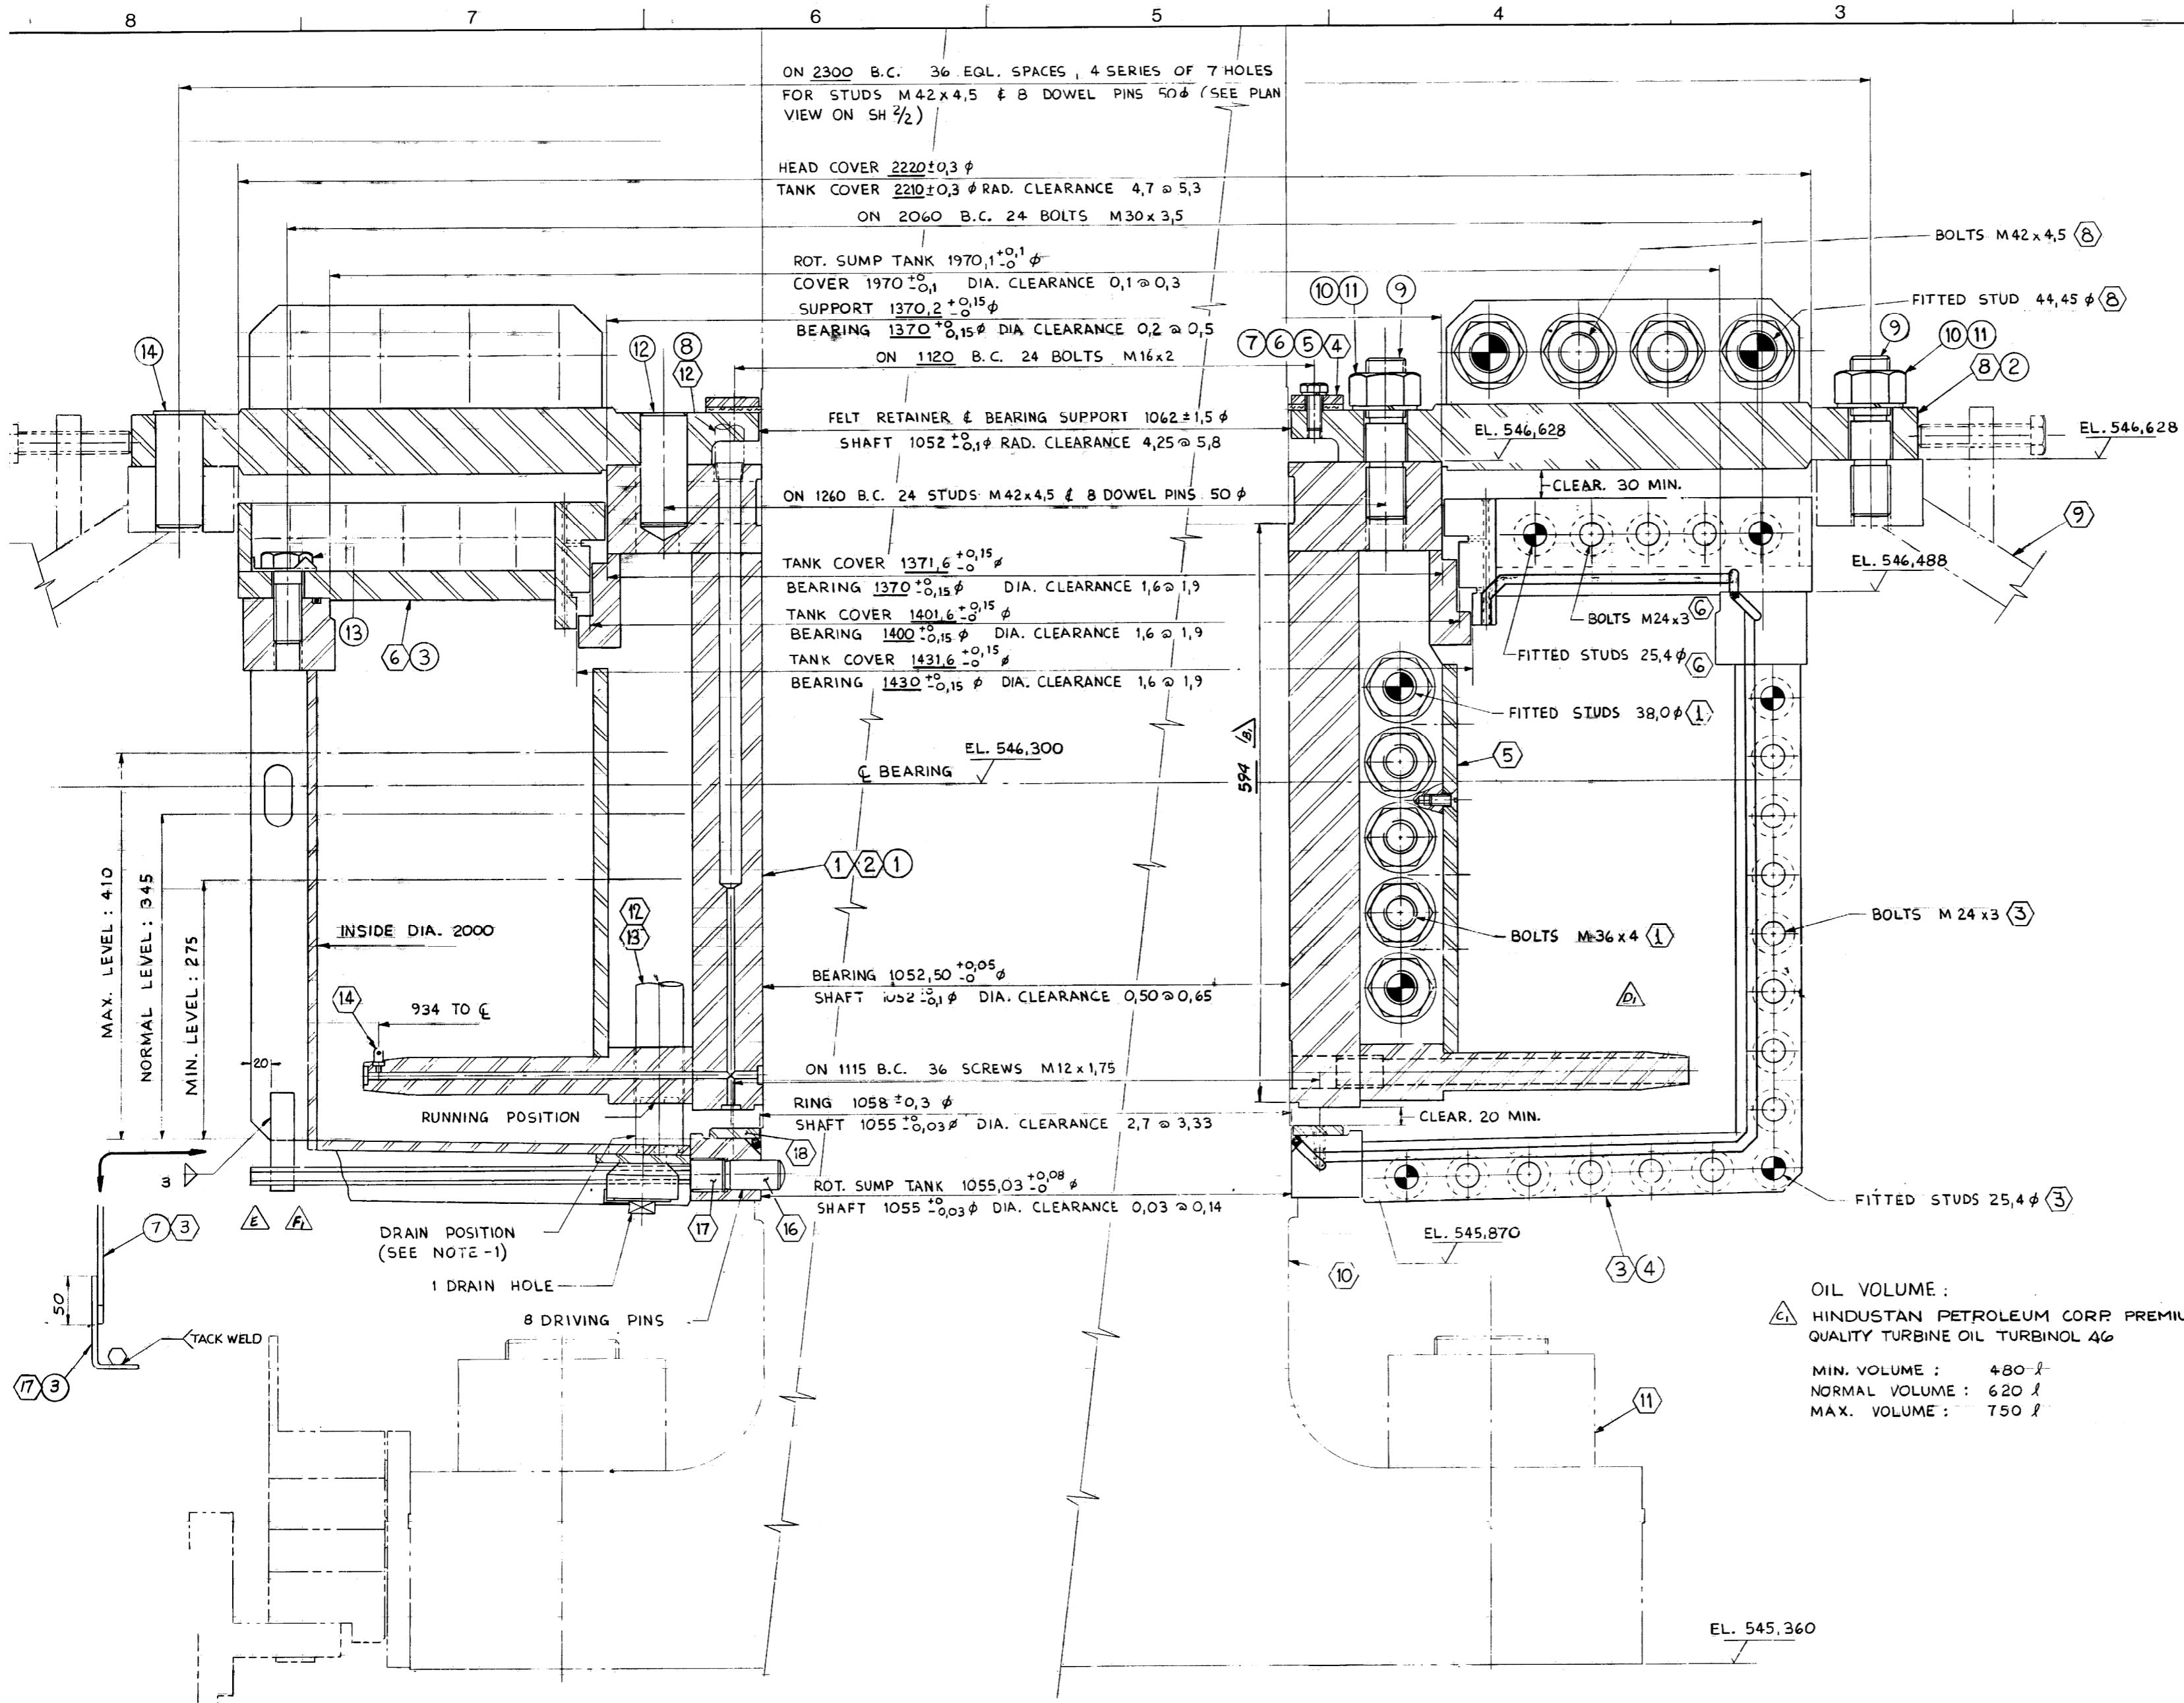 8 7 6 5 4 3
ON 2300 B.C. 36 EQL. SPACES, 4 SERIES OF 7 HOLES
FOR STUDS M42x4,5 & 8 DOWEL PINS 50⌀ (SEE PLAN
VIEW ON SH 2/2)
HEAD COVER 2220±0,3 ⌀
TANK COVER 2210±0,3 ⌀ RAD. CLEARANCE 4,7 @ 5,3
ON 2060 B.C. 24 BOLTS M30x3,5
ROT. SUMP TANK 1970,1 +0,1 -0 ⌀
COVER 1970 +0 -0,1 DIA. CLEARANCE 0,1 @ 0,3
SUPPORT 1370,2 +0,15 -0 ⌀
BEARING 1370 +0 -0,15 ⌀ DIA CLEARANCE 0,2 @ 0,5
ON 1120 B.C. 24 BOLTS M16x2
BOLTS M42x4,5 8
FITTED STUD 44,45 ⌀ 8
14
12
8
12
7 6 5 4
10 11
9
9
10 11
8 2
FELT RETAINER & BEARING SUPPORT 1062 ±1,5 ⌀
SHAFT 1052 +0 -0,1 ⌀ RAD. CLEARANCE 4,25 @ 5,8
EL. 546,628
EL. 546,628
ON 1260 B.C. 24 STUDS M42x4,5 & 8 DOWEL PINS 50 ⌀
CLEAR. 30 MIN.
9
EL. 546,488
TANK COVER 1371,6 +0,15 -0 ⌀
BEARING 1370 +0 -0,15 ⌀ DIA. CLEARANCE 1,6 @ 1,9
TANK COVER 1401,6 +0,15 -0 ⌀
BEARING 1400 +0 -0,15 ⌀ DIA. CLEARANCE 1,6 @ 1,9
TANK COVER 1431,6 +0,15 -0 ⌀
BEARING 1430 +0 -0,15 ⌀ DIA. CLEARANCE 1,6 @ 1,9
13
6 3
BOLTS M24x3 6
FITTED STUDS 25,4⌀ 6
FITTED STUDS 38,0⌀ 1
5
EL. 546,300
℄ BEARING
594 B1
1 2 1
MAX. LEVEL : 410
NORMAL LEVEL : 345
MIN. LEVEL : 275
INSIDE DIA. 2000
12
13
BOLTS M 24 x3 3
BOLTS M36x4 1
BEARING 1052,50 +0,05 -0 ⌀
SHAFT 1052 +0 -0,1 ⌀ DIA. CLEARANCE 0,50 @ 0,65
D1
14
934 TO ℄
20
ON 1115 B.C. 36 SCREWS M12x1,75
RUNNING POSITION
RING 1058 ±0,3 ⌀
SHAFT 1055 +0 -0,03⌀ DIA. CLEARANCE 2,7 @ 3,33
CLEAR. 20 MIN.
18
3
ROT. SUMP TANK 1055,03 +0,08 -0 ⌀
SHAFT 1055 +0 -0,03⌀ DIA. CLEARANCE 0,03 @ 0,14
FITTED STUDS 25,4⌀ 3
7 3
E F1
DRAIN POSITION
(SEE NOTE-1)
17
16
EL. 545,870
10
3 4
1 DRAIN HOLE
50
8 DRIVING PINS
TACK WELD
17 3
OIL VOLUME :
C1 HINDUSTAN PETROLEUM CORP. PREMIU
QUALITY TURBINE OIL TURBINOL 46
MIN. VOLUME : 480 l
NORMAL VOLUME : 620 l
MAX. VOLUME : 750 l
11
EL. 545,360